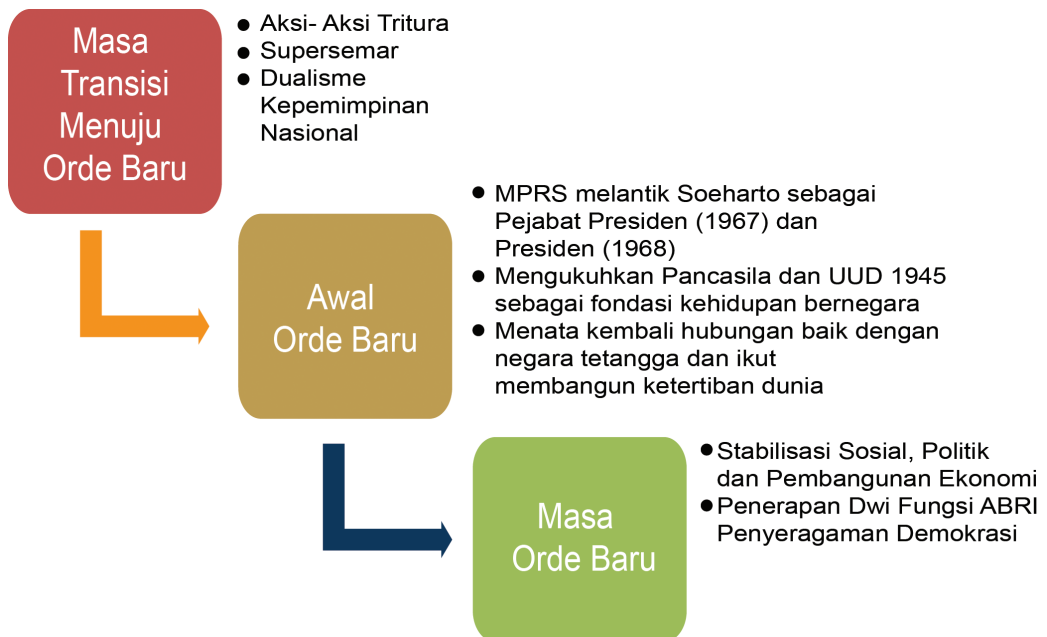 Masa
Transisi
Menuju
Orde Baru
● Aksi- Aksi Tritura
● Supersemar
● Dualisme
Kepemimpinan
Nasional
Awal
Orde Baru
● MPRS melantik Soeharto sebagai
Pejabat Presiden (1967) dan
Presiden (1968)
● Mengukuhkan Pancasila dan UUD 1945
sebagai fondasi kehidupan bernegara
● Menata kembali hubungan baik dengan
negara tetangga dan ikut
membangun ketertiban dunia
Masa
Orde Baru
● Stabilisasi Sosial, Politik
dan Pembangunan Ekonomi
● Penerapan Dwi Fungsi ABRI
Penyeragaman Demokrasi